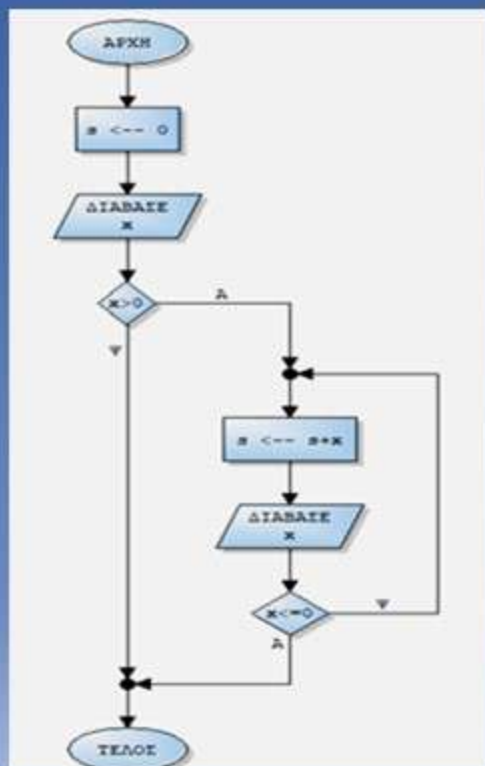 ΑΡΧΗ
s <-- 0
ΔΙΑΒΑΣΕ
x
x>0
Α
Ψ
s <-- s+x
ΔΙΑΒΑΣΕ
x
x<=0
Ψ
Α
ΤΕΛΟΣ